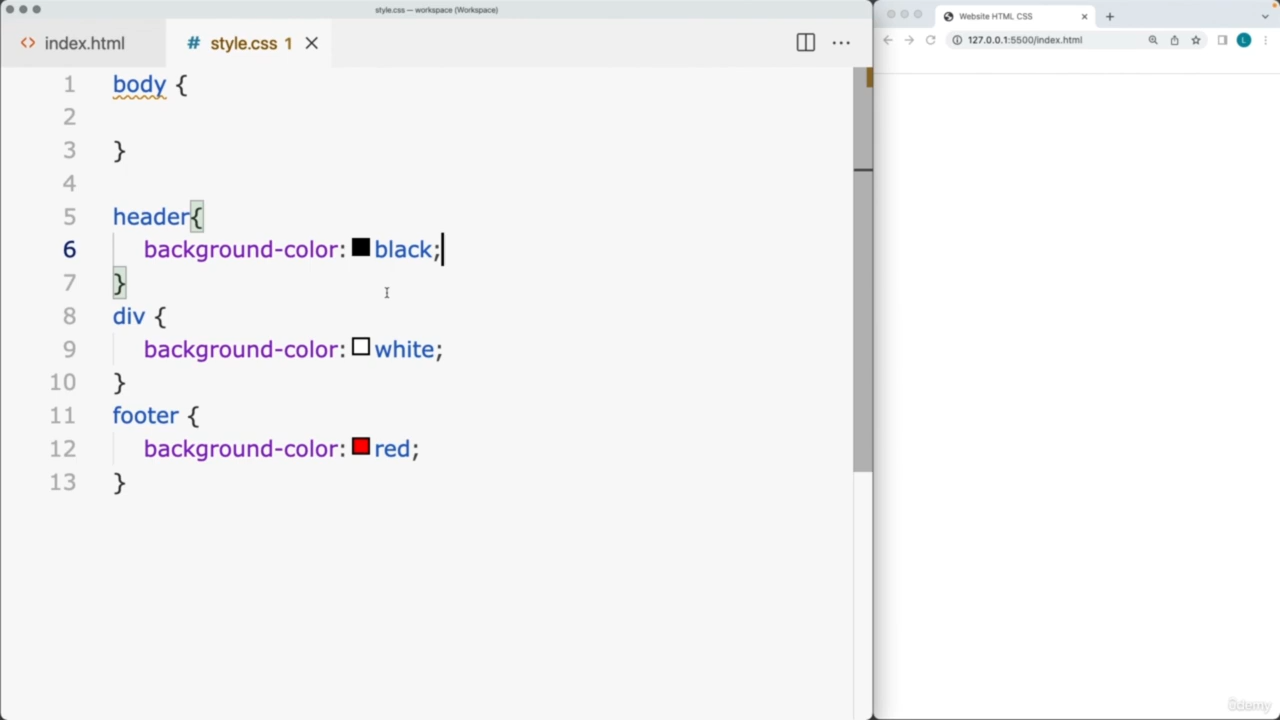 style.css — workspace (Workspace)
index.html
# style.css 1
1 body {
2
3 }
4
5 header{
6 background-color: black;
7 }
8 div {
9 background-color: white;
10 }
11 footer {
12 background-color: red;
13 }
Website HTML CSS
127.0.0.1:5500/index.html
L
ûdemy